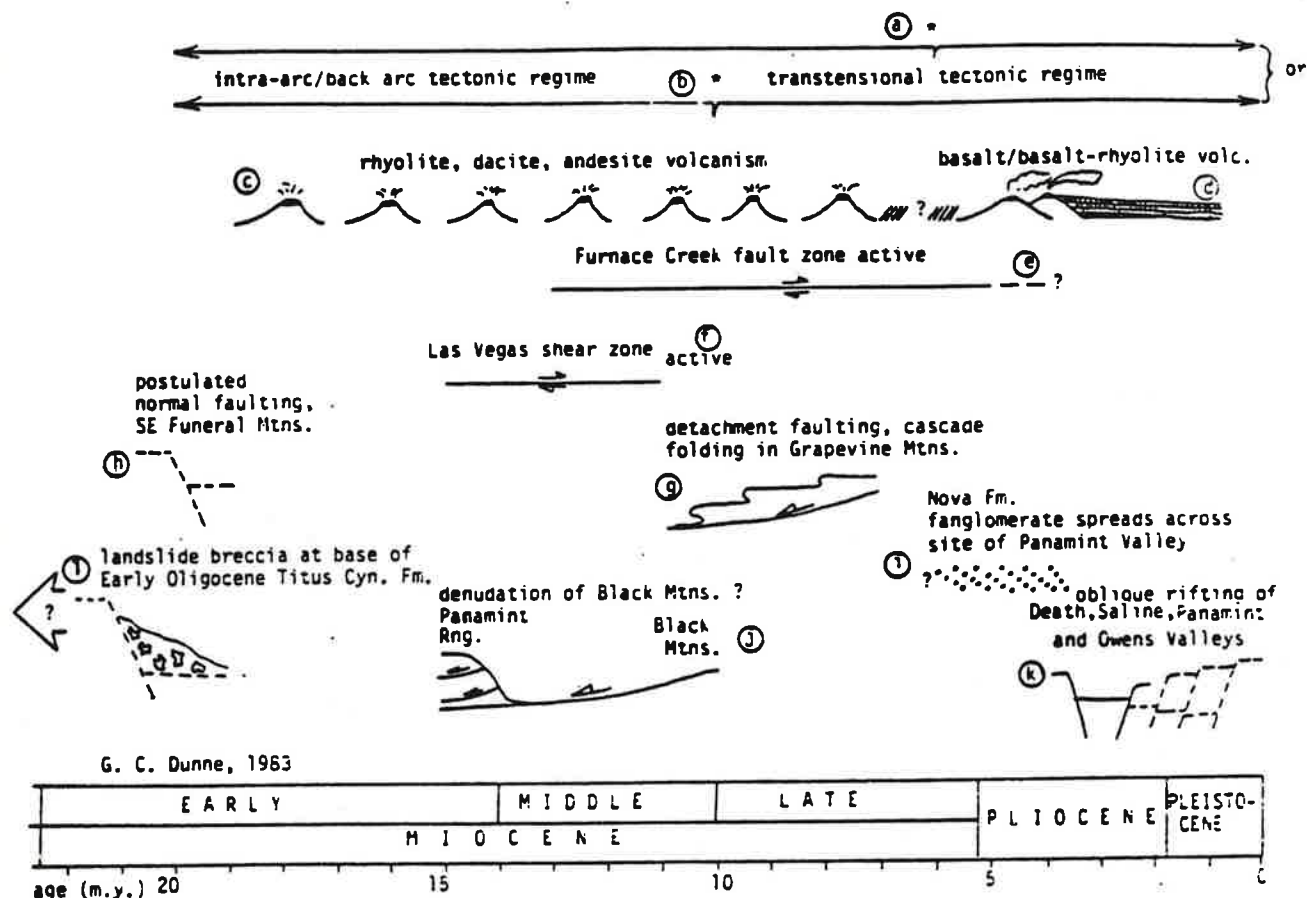 a *
or
intra-arc/back arc tectonic regime b * transtensional tectonic regime
rhyolite, dacite, andesite volcanism
basalt/basalt-rhyolite volc.
c
d
?
Furnace Creek fault zone active
e
?
f
Las Vegas shear zone active
postulated
normal faulting,
SE Funeral Mtns.
h
detachment faulting, cascade
folding in Grapevine Mtns.
g
Nova Fm.
fanglomerate spreads across
site of Panamint Valley
?
landslide breccia at base of
Early Oligocene Titus Cyn. Fm.
?
denudation of Black Mtns. ?
Panamint
Rng.
Black
Mtns.
j
oblique rifting of
Death, Saline, Panamint
and Owens Valleys
k
G. C. Dunne, 1983
EARLY MIDDLE LATE
PLIOCENE
PLEISTO-
CENE
MIOCENE
age (m.y.) 20 15 10 5